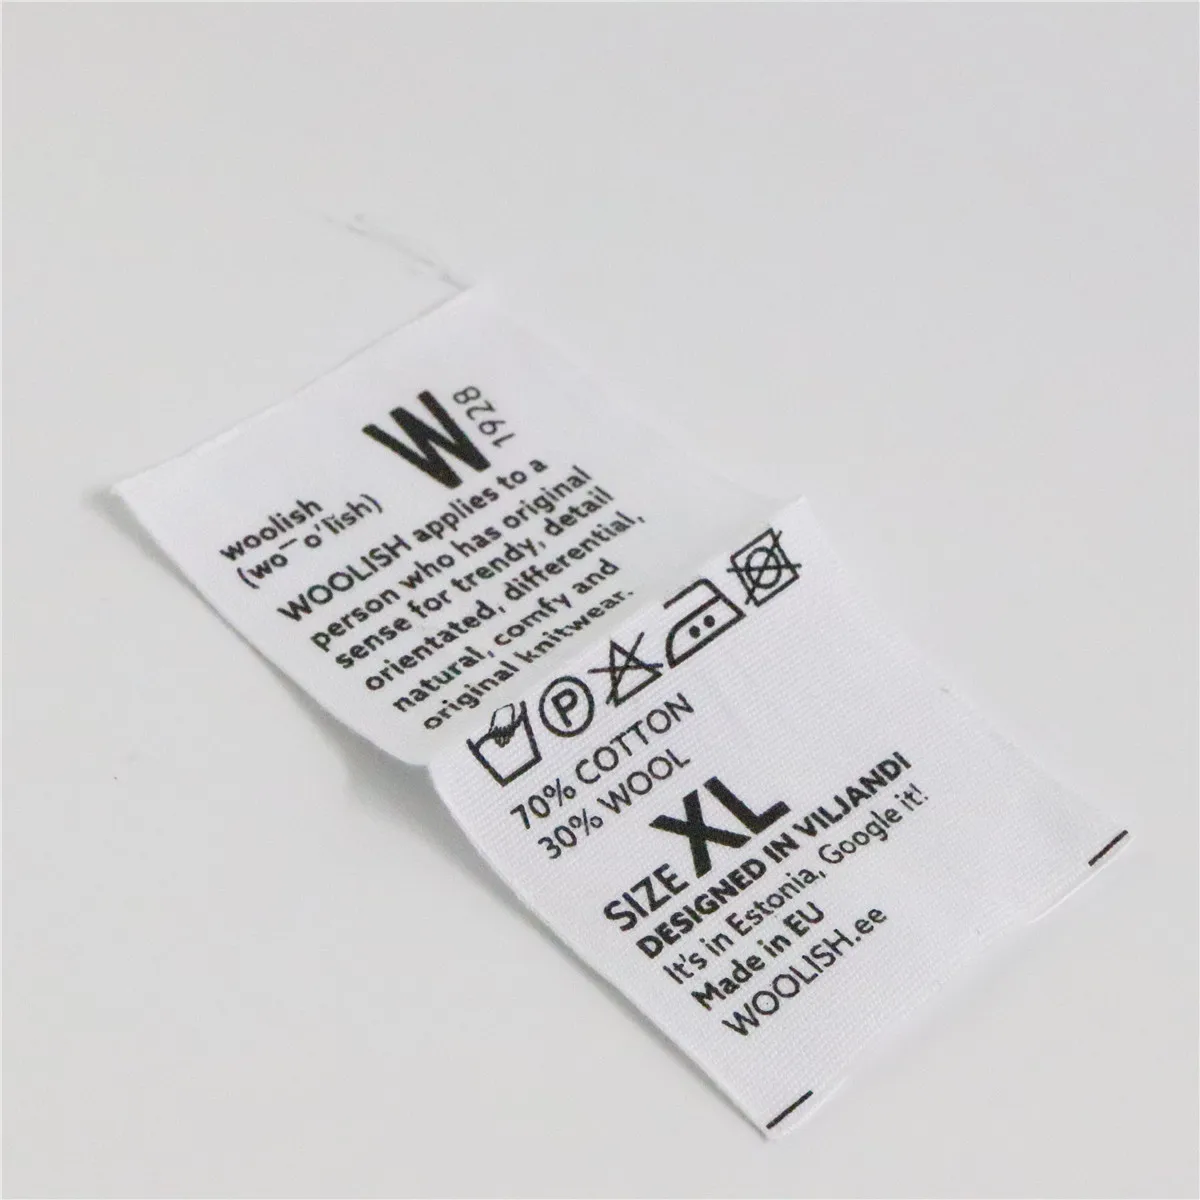 W
1928
woolish
(wo͞o'lĭsh)
WOOLISH applies to a
person who has original
sense for trendy, detail
orientated, differential,
natural, comfy and
original knitwear.
P
70% COTTON
30% WOOL
SIZE XL
DESIGNED IN VILJANDI
It's in Estonia, Google it!
Made in EU
WOOLISH.ee